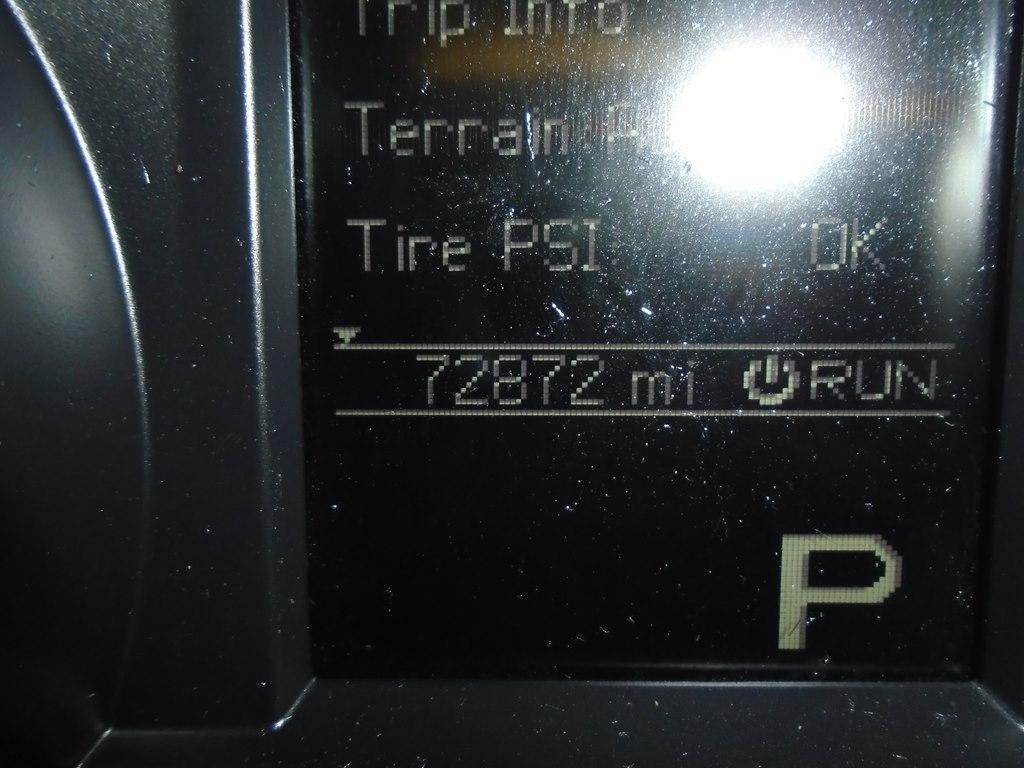 Trip Info
Terrain
Tire PSI OK
72872 mi RUN
P